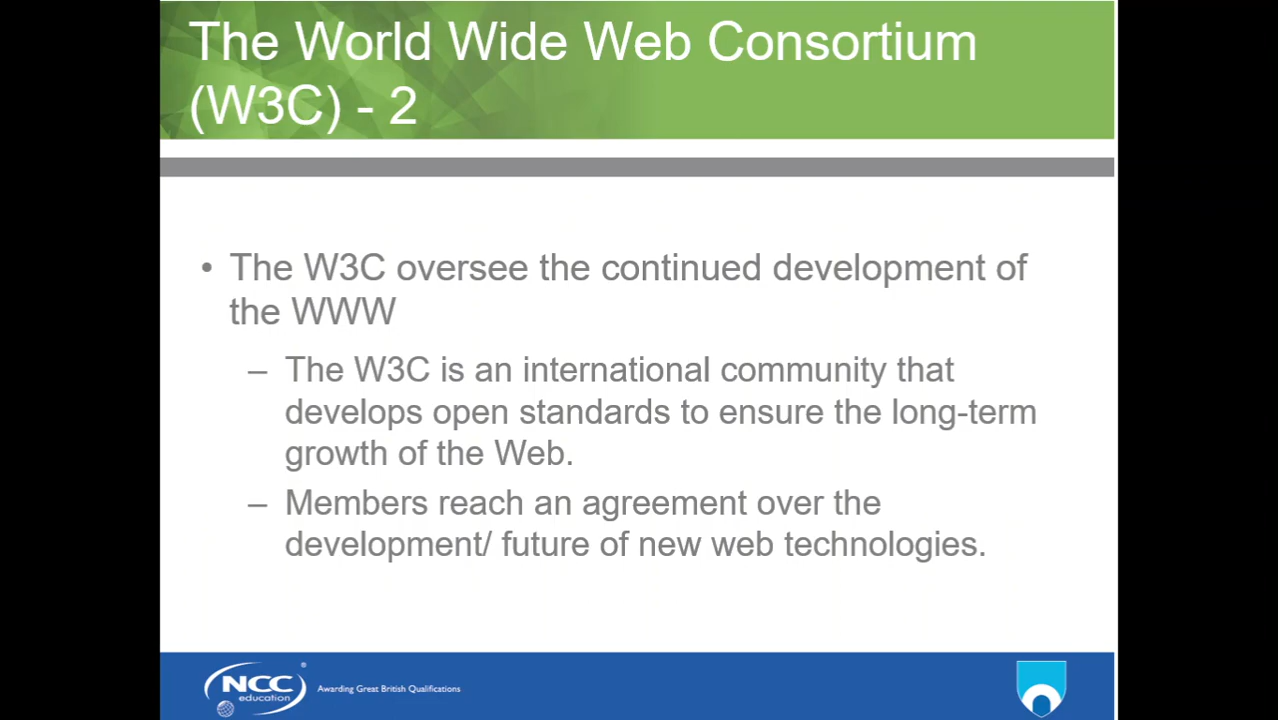 The World Wide Web Consortium
(W3C) - 2
• The W3C oversee the continued development of
the WWW
– The W3C is an international community that
develops open standards to ensure the long-term
growth of the Web.
– Members reach an agreement over the
development/ future of new web technologies.
NCC
education
®
Awarding Great British Qualifications